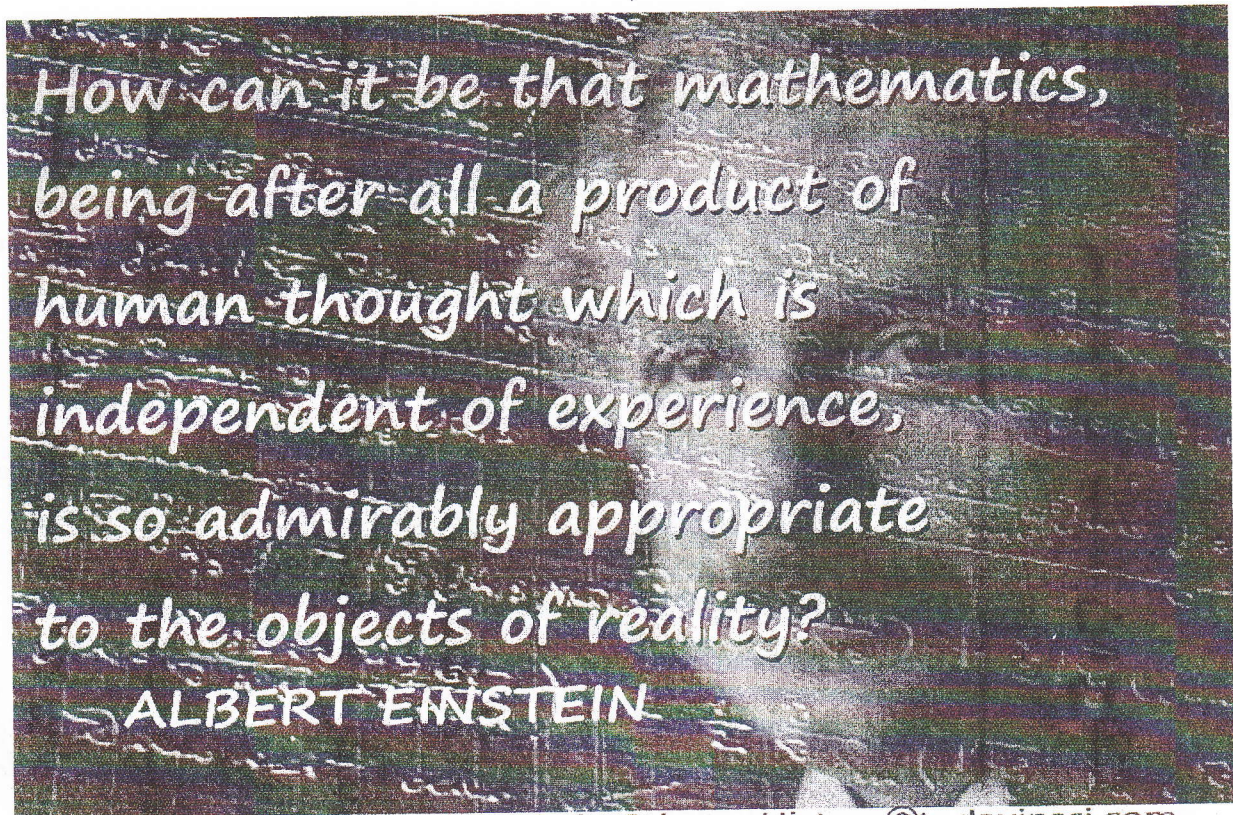 How can it be that mathematics,
being after all a product of
human thought which is
independent of experience,
is so admirably appropriate
to the objects of reality?
ALBERT EINSTEIN